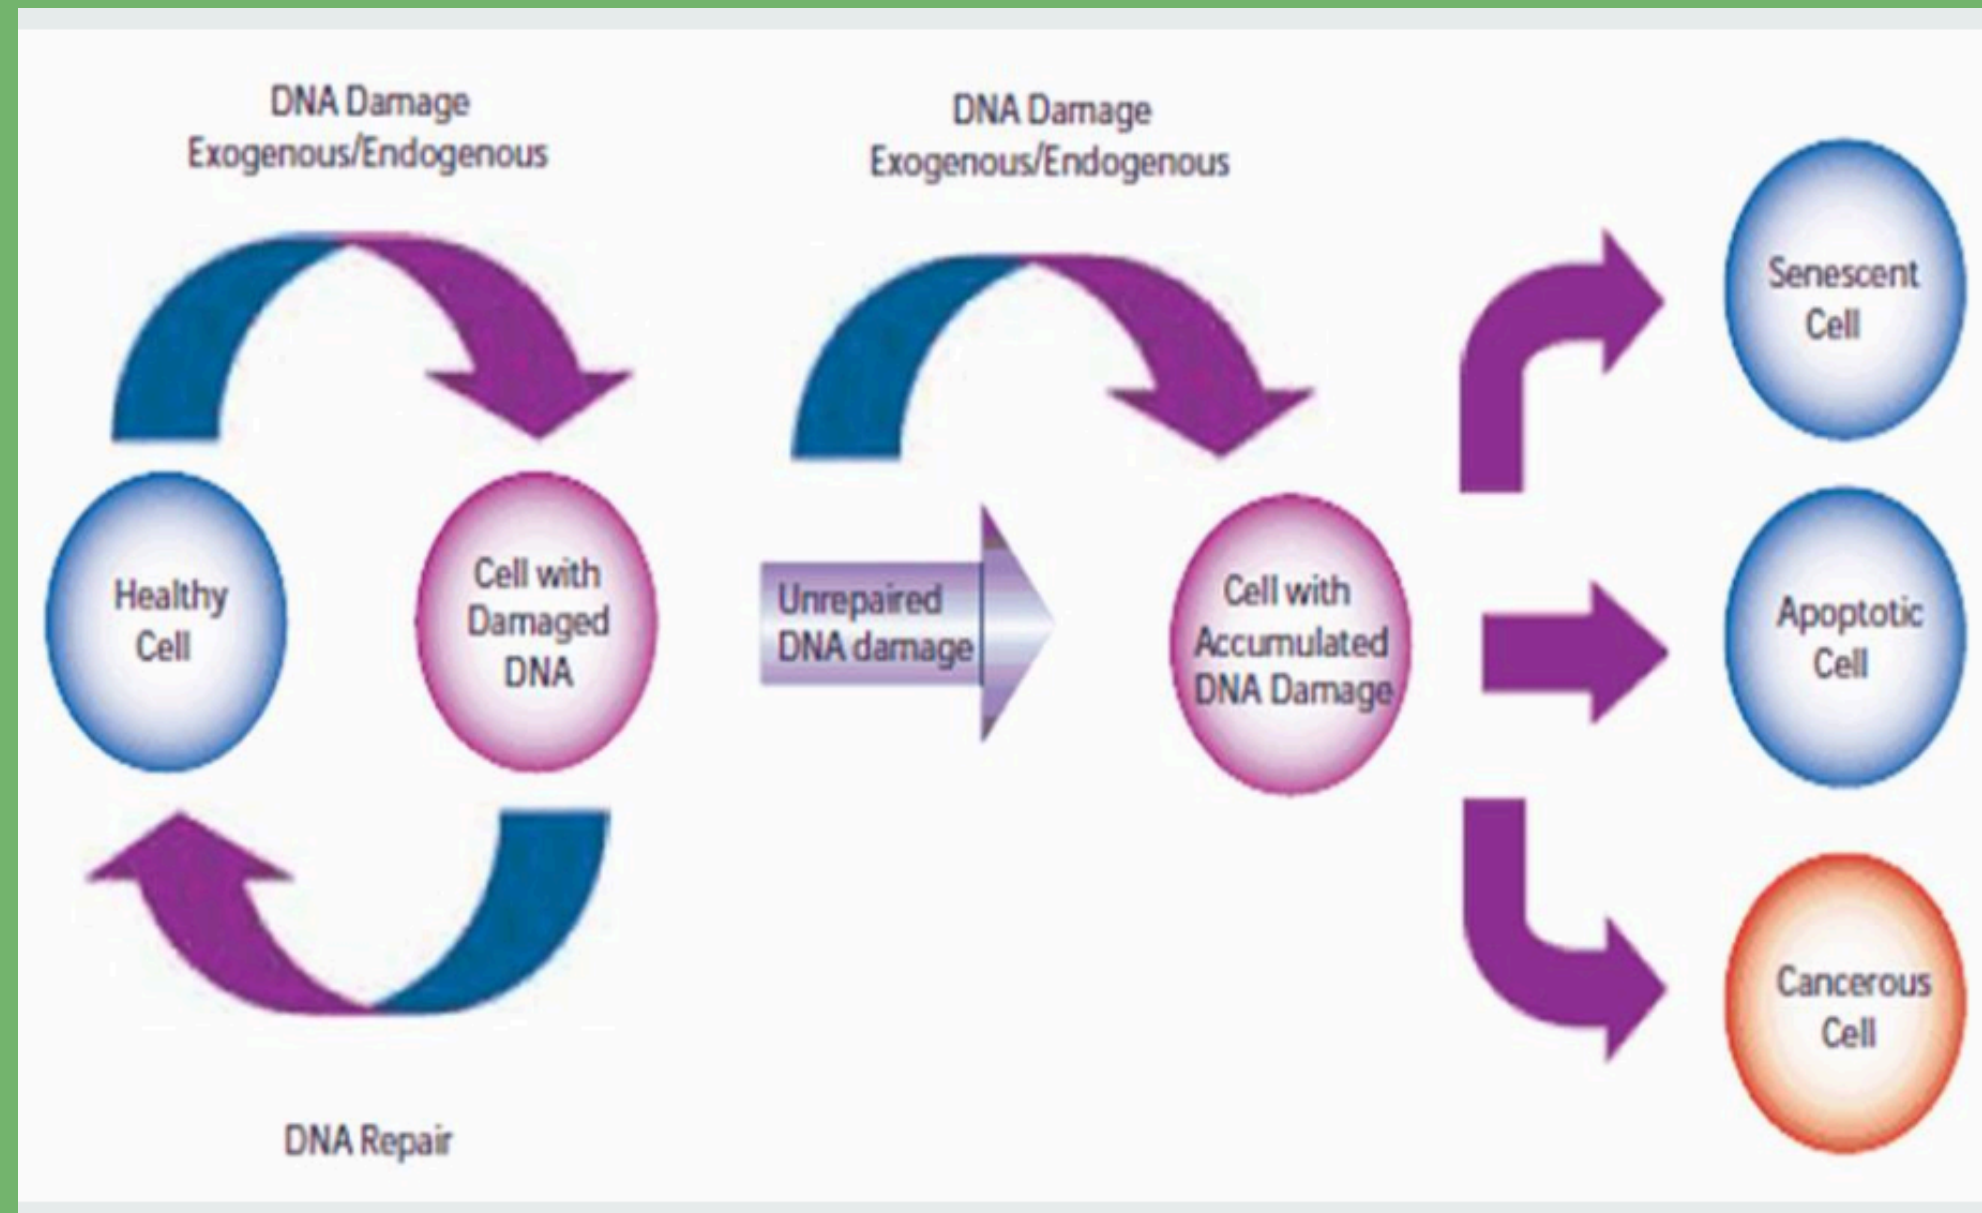 DNA Damage
Exogenous/Endogenous
Healthy
Cell
Cell with
Damaged
DNA
DNA Repair
DNA Damage
Exogenous/Endogenous
Unrepaired
DNA damage
Cell with
Accumulated
DNA Damage
Senescent
Cell
Apoptotic
Cell
Cancerous
Cell